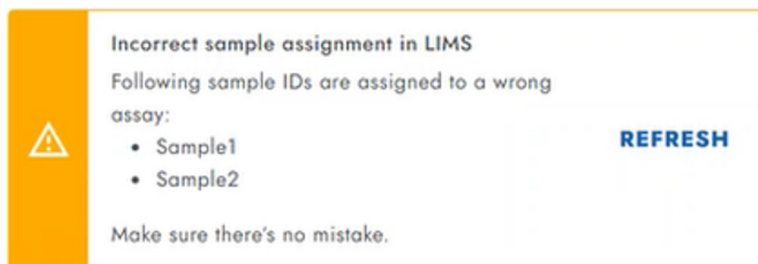 Incorrect sample assignment in LIMS
Following sample IDs are assigned to a wrong
assay:
• Sample1
• Sample2
REFRESH
Make sure there's no mistake.